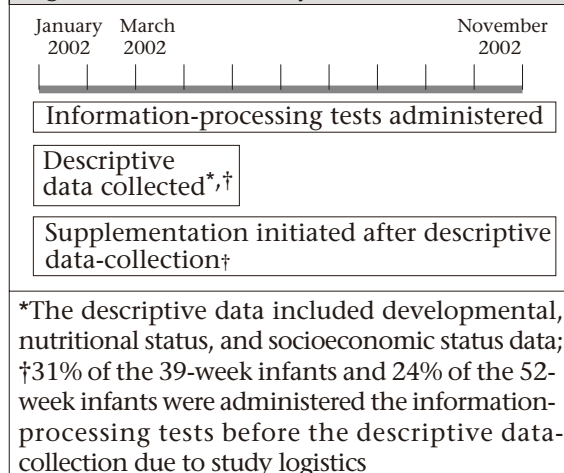 January March November
2002 2002 2002
Information-processing tests administered
Descriptive
data collected*,†
Supplementation initiated after descriptive
data-collection†
*The descriptive data included developmental,
nutritional status, and socioeconomic status data;
†31% of the 39-week infants and 24% of the 52-
week infants were administered the information-
processing tests before the descriptive data-
collection due to study logistics